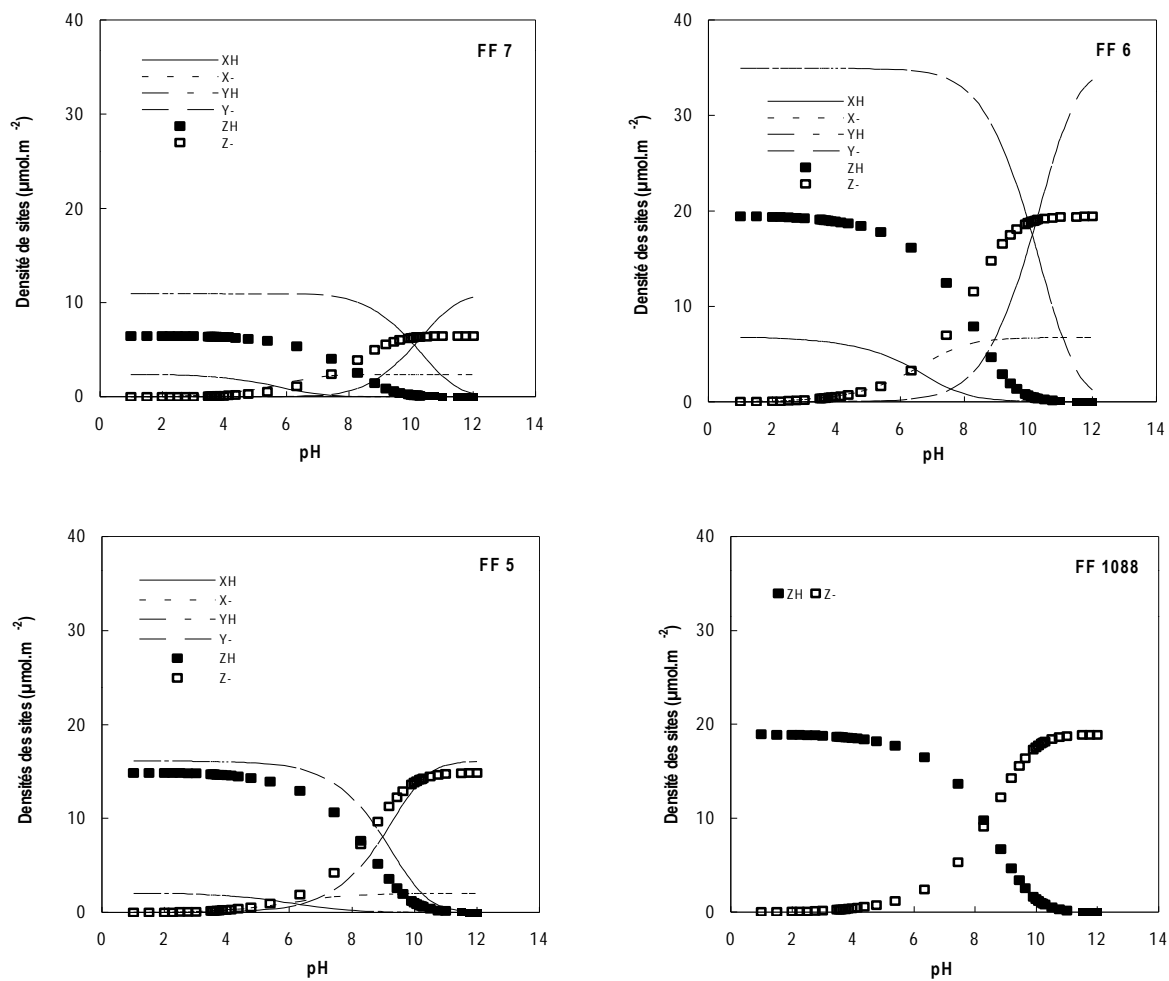 FF 7
Densité de sites (µmol.m -2)
40
30
20
10
0
XH
X-
YH
Y-
ZH
Z-
0 2 4 6 8 10 12 14
pH
FF 6
Densité des sites (µmol.m -2)
40
30
20
10
0
XH
X-
YH
Y-
ZH
Z-
0 2 4 6 8 10 12 14
pH
FF 5
Densités des sites (µmol.m -2)
40
30
20
10
0
XH
X-
YH
Y-
ZH
Z-
0 2 4 6 8 10 12 14
pH
FF 1088
Densité des sites (µmol.m -2)
40
30
20
10
0
ZH Z-
0 2 4 6 8 10 12 14
pH